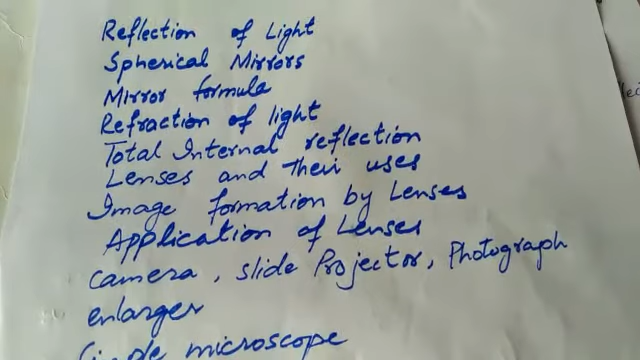 Reflection of Light
Spherical Mirrors
Mirror formula
Refraction of light
Total Internal reflection
Lenses and their uses
Image formation by Lenses
Application of Lenses
camera, slide Projector, Photograph
enlarger
Simple microscope